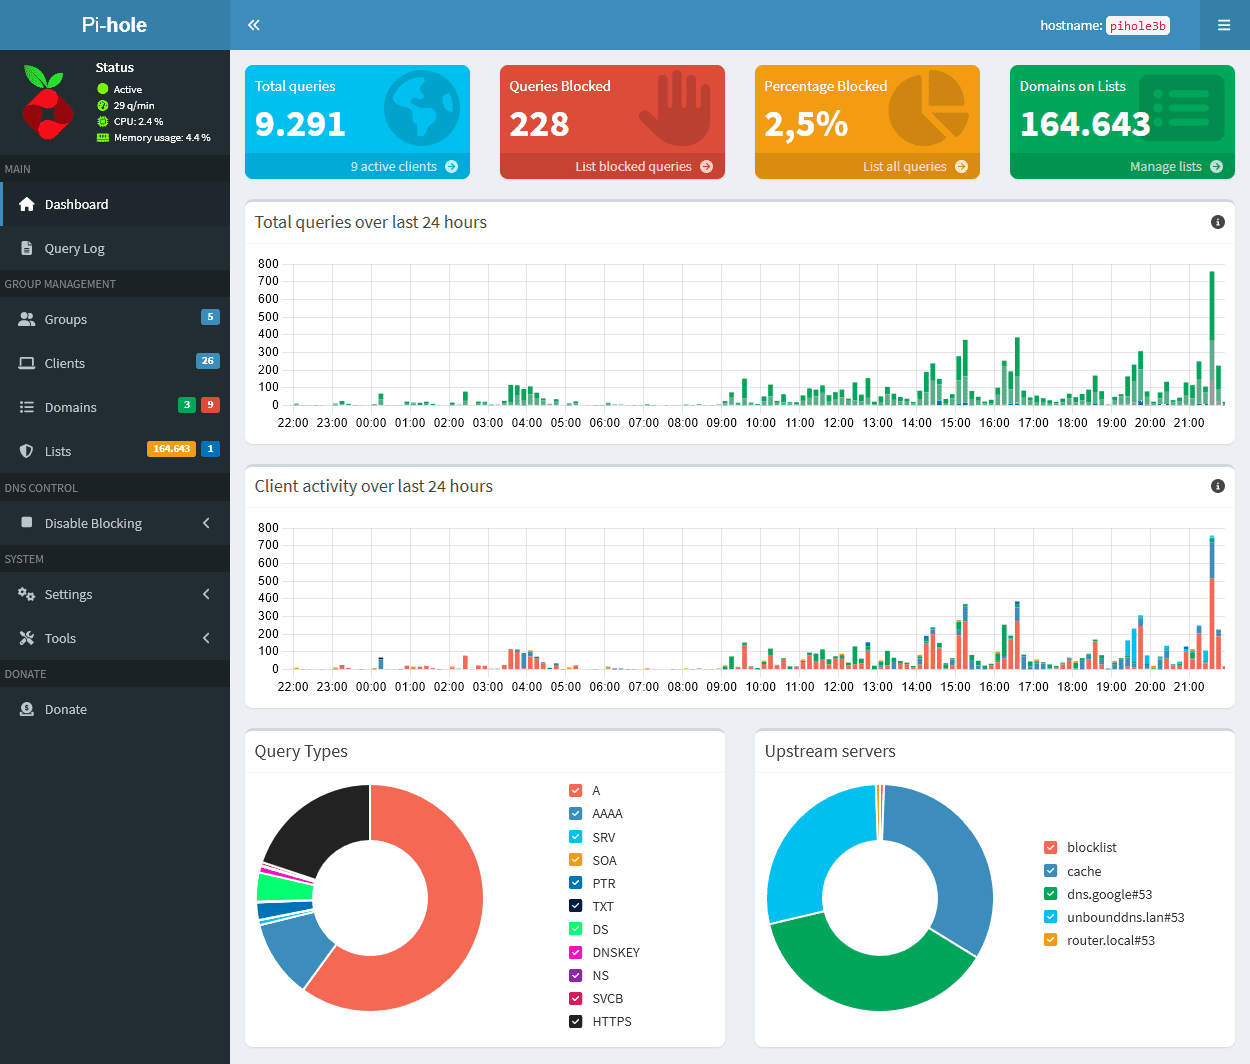 Pi-hole
hostname: pihole3b
Status
Active
29 q/min
CPU: 2.4 %
Memory usage: 4.4 %
MAIN
Dashboard
Query Log
GROUP MANAGEMENT
Groups 5
Clients 26
Domains 3 9
Lists 164.643 1
DNS CONTROL
Disable Blocking
SYSTEM
Settings
Tools
DONATE
Donate
Total queries
9.291
9 active clients
Queries Blocked
228
List blocked queries
Percentage Blocked
2,5%
List all queries
Domains on Lists
164.643
Manage lists
Total queries over last 24 hours
800
700
600
500
400
300
200
100
0
22:00 23:00 00:00 01:00 02:00 03:00 04:00 05:00 06:00 07:00 08:00 09:00 10:00 11:00 12:00 13:00 14:00 15:00 16:00 17:00 18:00 19:00 20:00 21:00
Client activity over last 24 hours
800
700
600
500
400
300
200
100
0
22:00 23:00 00:00 01:00 02:00 03:00 04:00 05:00 06:00 07:00 08:00 09:00 10:00 11:00 12:00 13:00 14:00 15:00 16:00 17:00 18:00 19:00 20:00 21:00
Query Types
A
AAAA
SRV
SOA
PTR
TXT
DS
DNSKEY
NS
SVCB
HTTPS
Upstream servers
blocklist
cache
dns.google#53
unbounddns.lan#53
router.local#53